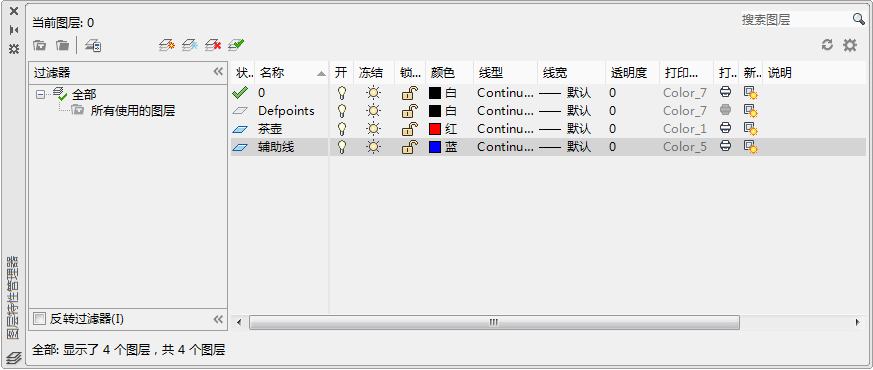 当前图层: 0
搜索图层
过滤器
全部
所有使用的图层
反转过滤器(I)
状.. 名称 开 冻结 锁... 颜色 线型 线宽 透明度 打印... 打.. 新.. 说明
0 白 Continu... 默认 0 Color_7
Defpoints 白 Continu... 默认 0 Color_7
茶壶 红 Continu... 默认 0 Color_1
辅助线 蓝 Continu... 默认 0 Color_5
图层特性管理器
全部: 显示了 4 个图层，共 4 个图层